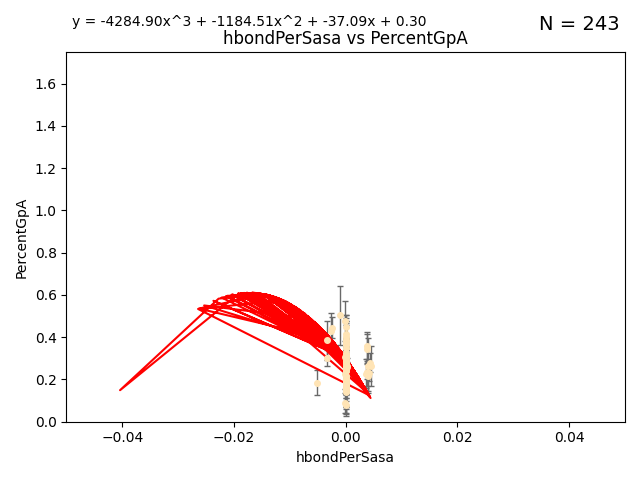 y = -4284.90x^3 + -1184.51x^2 + -37.09x + 0.30
N = 243
hbondPerSasa vs PercentGpA
1.6
1.4
1.2
1.0
0.8
0.6
0.4
0.2
0.0
PercentGpA
−0.04 −0.02 0.00 0.02 0.04
hbondPerSasa